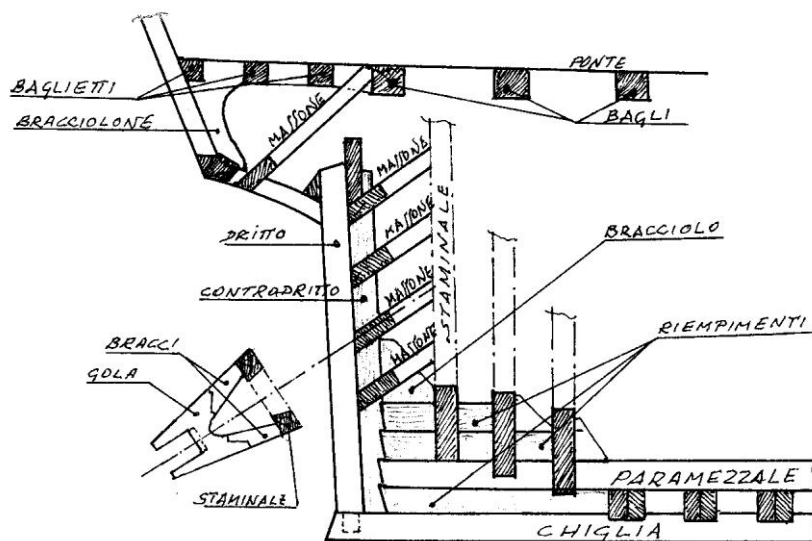 PONTE
BAGLIETTI
BAGLI
BRACCIOLONE
MASSONE
MASSONE
MASSONE
STAMINALE
BRACCIOLO
DRITTO
MASSONE
CONTRODRITTO
MASSONE
RIEMPIMENTI
BRACCI
GOLA
STAMINALE
PARAMEZZALE
CHIGLIA